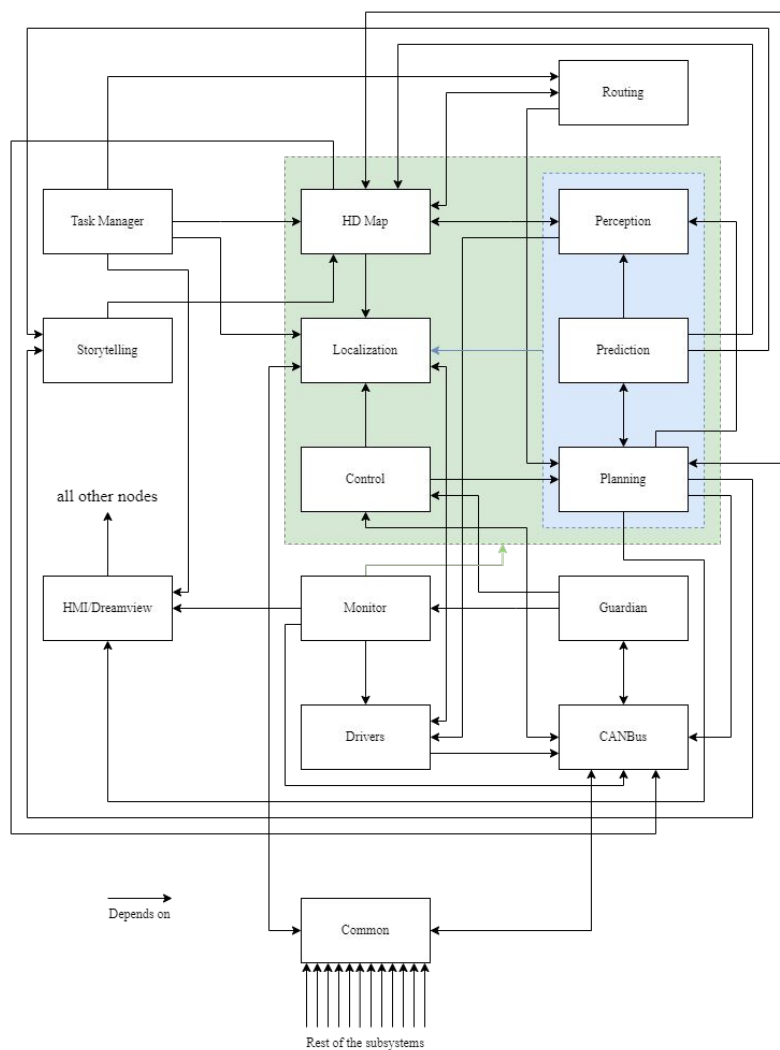 Routing
Task Manager
HD Map
Perception
Storytelling
Localization
Prediction
Control
Planning
all other nodes
HMI/Dreamview
Monitor
Guardian
Drivers
CANBus
Depends on
Common
Rest of the subsystems